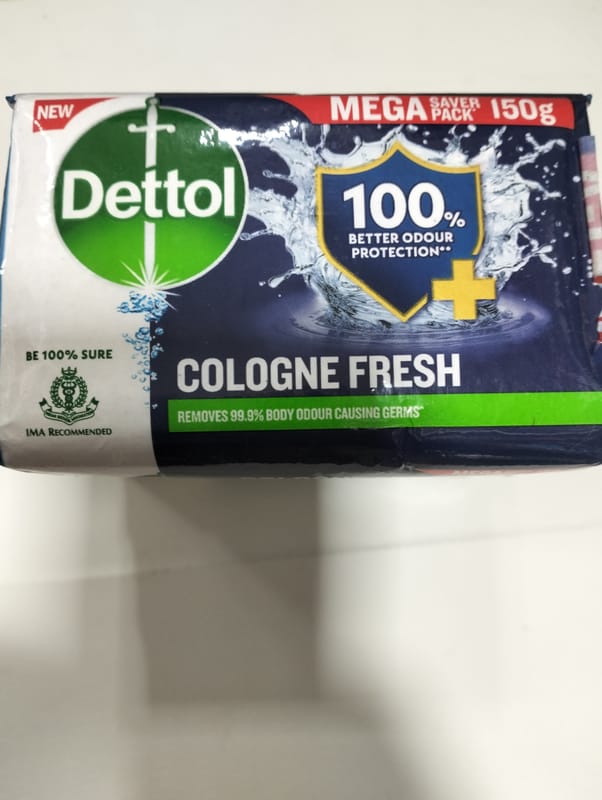 NEW
MEGA SAVER PACK* 150g
Dettol
100%
BETTER ODOUR
PROTECTION**
BE 100% SURE
COLOGNE FRESH
REMOVES 99.9% BODY ODOUR CAUSING GERMS^
IMA RECOMMENDED